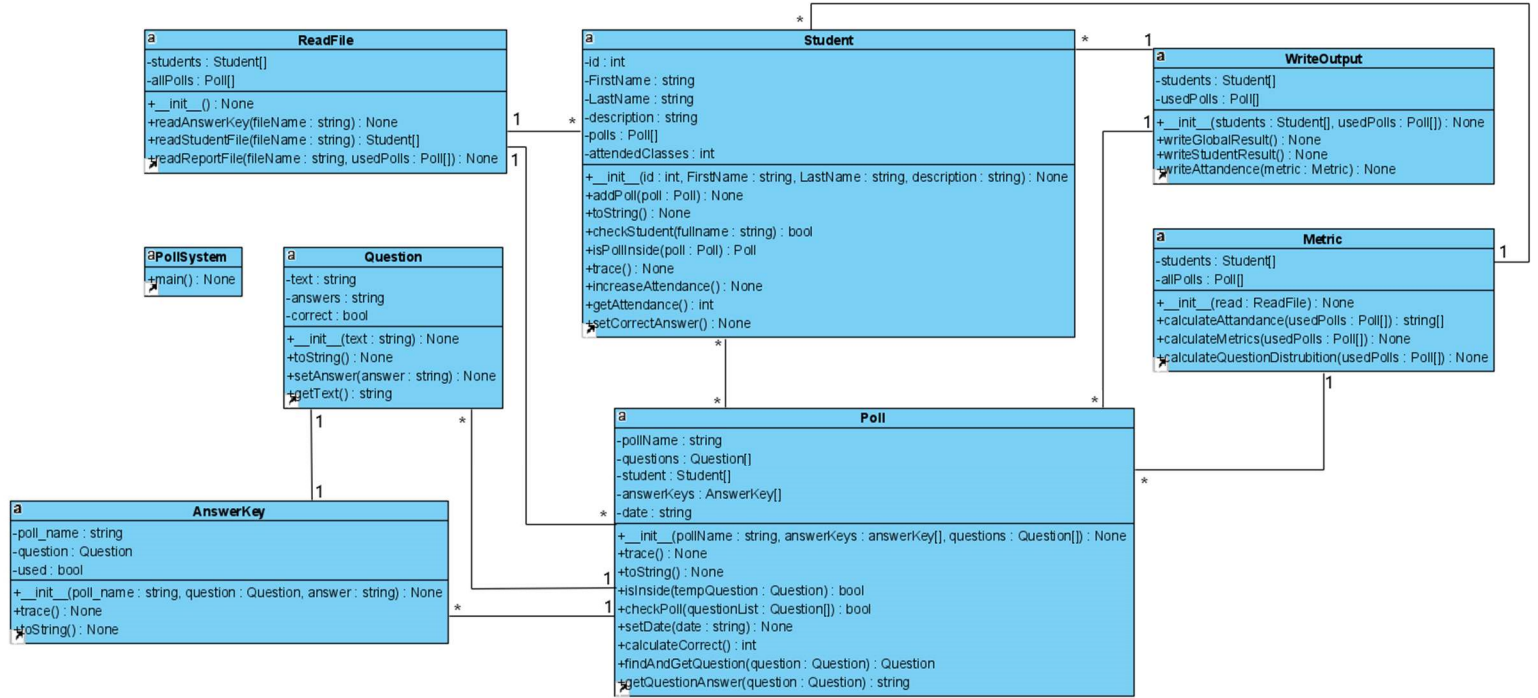 a
ReadFile
-students : Student[]
-allPolls : Poll[]
+__init__() : None
+readAnswerKey(fileName : string) : None
+readStudentFile(fileName : string) : Student[]
+readReportFile(fileName : string, usedPolls : Poll[]) : None
1
*
1
a
Student
-id : int
-FirstName : string
-LastName : string
-description : string
-polls : Poll[]
-attendedClasses : int
+__init__(id : int, FirstName : string, LastName : string, description : string) : None
+addPoll(poll : Poll) : None
+toString() : None
+checkStudent(fullname : string) : bool
+isPollInside(poll : Poll) : Poll
+trace() : None
+increaseAttendance() : None
+getAttendance() : int
+setCorrectAnswer() : None
*
*
1
a
WriteOutput
-students : Student[]
-usedPolls : Poll[]
+__init__(students : Student[], usedPolls : Poll[]) : None
+writeGlobalResult() : None
+writeStudentResult() : None
+writeAttandence(metric : Metric) : None
1
a
Metric
-students : Student[]
-allPolls : Poll[]
+__init__(read : ReadFile) : None
+calculateAttandance(usedPolls : Poll[]) : string[]
+calculateMetrics(usedPolls : Poll[]) : None
+calculateQuestionDistrubition(usedPolls : Poll[]) : None
1
1
a
PollSystem
+main() : None
a
Question
-text : string
-answers : string
-correct : bool
+__init__(text : string) : None
+toString() : None
+setAnswer(answer : string) : None
+getText() : string
1
*
*
*
*
*
a
AnswerKey
-poll_name : string
-question : Question
-used : bool
+__init__(poll_name : string, question : Question, answer : string) : None
+trace() : None
+toString() : None
1
*
*
1
1
a
Poll
-pollName : string
-questions : Question[]
-student : Student[]
-answerKeys : AnswerKey[]
-date : string
+__init__(pollName : string, answerKeys : answerKey[], questions : Question[]) : None
+trace() : None
+toString() : None
+isInside(tempQuestion : Question) : bool
+checkPoll(questionList : Question[]) : bool
+setDate(date : string) : None
+calculateCorrect() : int
+findAndGetQuestion(question : Question) : Question
+getQuestionAnswer(question : Question) : string